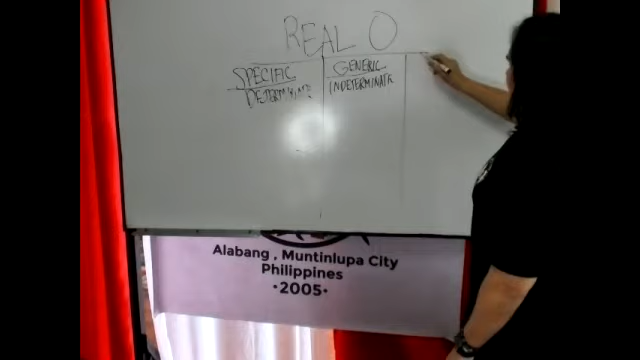 REAL O
SPECIFIC
GENERIC
DETERMINATE
INDETERMINATE
Alabang , Muntinlupa City
Philippines
•2005•